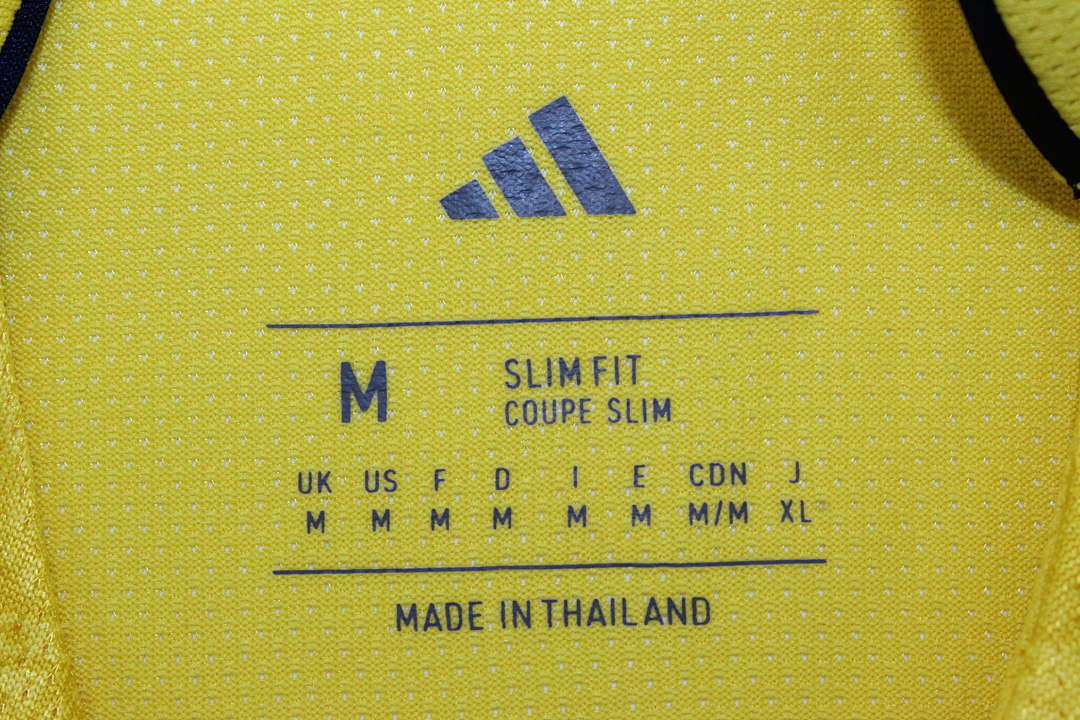 M
SLIM FIT
COUPE SLIM
UK US F D I E CDN J
M M M M M M M/M XL
MADE IN THAILAND